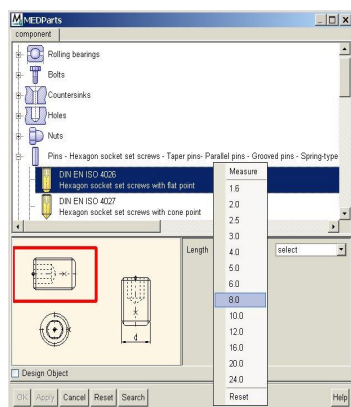 MEDParts
component
Rolling bearings
Bolts
Countersinks
Holes
Nuts
Pins - Hexagon socket set screws - Taper pins- Parallel pins - Grooved pins - Spring-type
DIN EN ISO 4026
Hexagon socket set screws with flat point
DIN EN ISO 4027
Hexagon socket set screws with cone point
Measure
1.6
2.0
2.5
3.0
4.0
5.0
6.0
8.0
10.0
12.0
16.0
20.0
24.0
Reset
Length
select
d
Design Object
OK Apply Cancel Reset Search Help